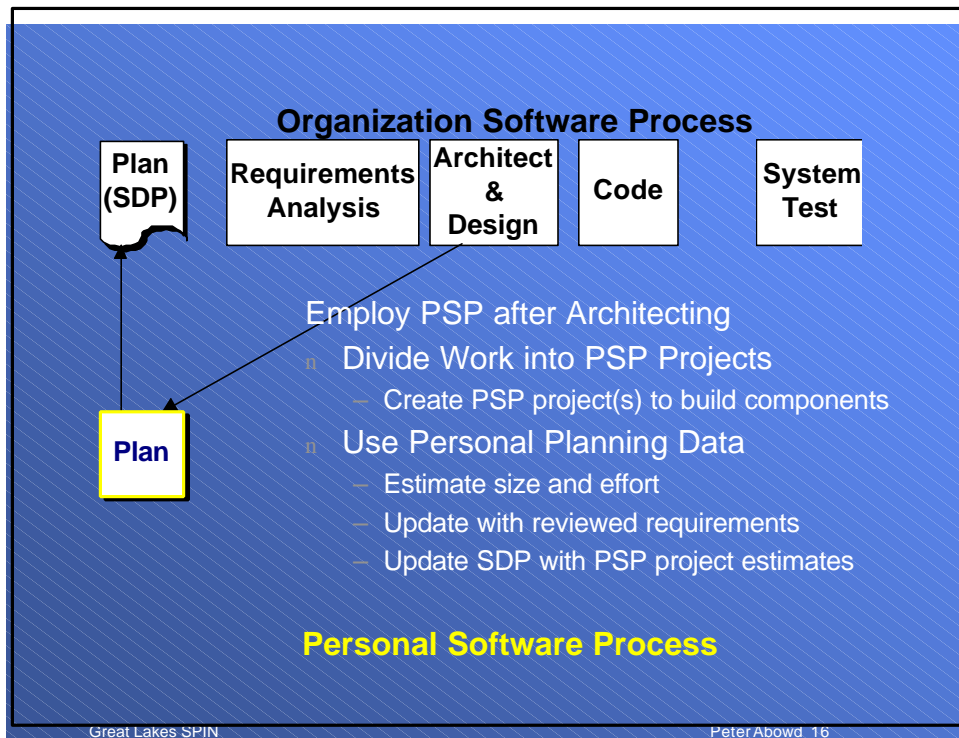 Organization Software Process
Plan
(SDP)
Requirements
Analysis
Architect
&
Design
Code
System
Test
Employ PSP after Architecting
n Divide Work into PSP Projects
– Create PSP project(s) to build components
Plan
n Use Personal Planning Data
– Estimate size and effort
– Update with reviewed requirements
– Update SDP with PSP project estimates
Personal Software Process
Great Lakes SPIN
Peter Abowd 16